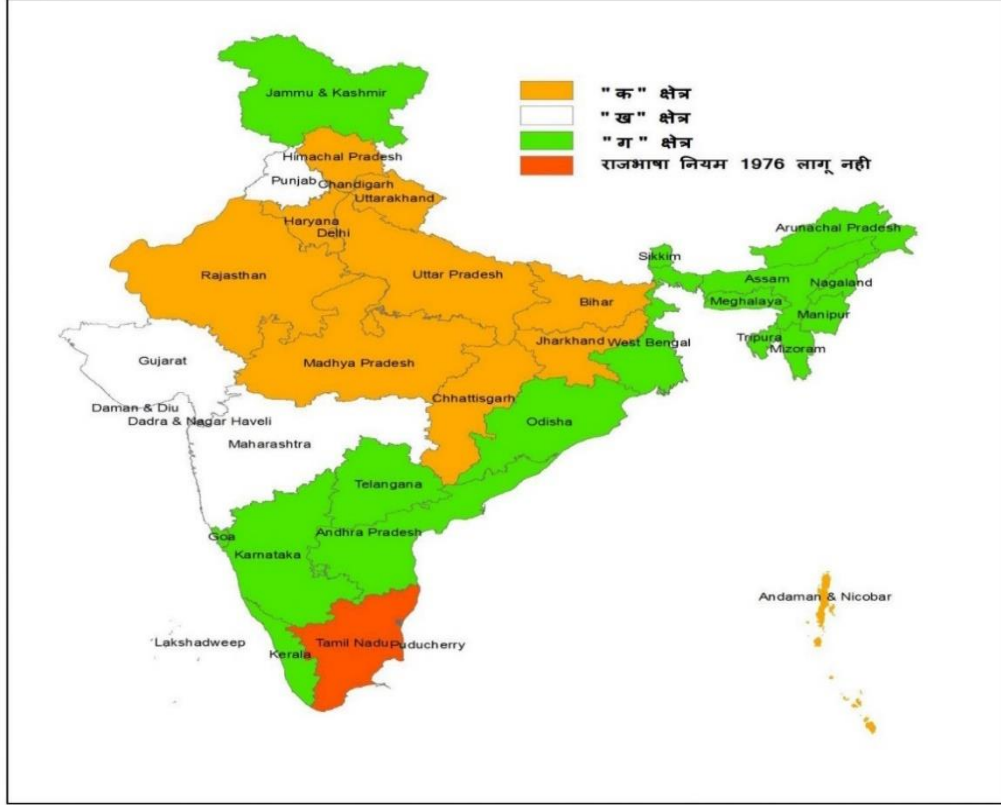 " क "  क्षेत्र
" ख "  क्षेत्र
" ग "  क्षेत्र
राजभाषा नियम 1976 लागू नही
Jammu & Kashmir
Himachal Pradesh
Punjab
Chandigarh
Uttarakhand
Haryana
Delhi
Rajasthan
Uttar Pradesh
Bihar
Sikkim
Arunachal Pradesh
Assam
Nagaland
Meghalaya
Manipur
Tripura
Mizoram
Jharkhand
West Bengal
Gujarat
Madhya Pradesh
Chhattisgarh
Daman & Diu
Dadra & Nagar Haveli
Maharashtra
Odisha
Telangana
Andhra Pradesh
Goa
Karnataka
Andaman & Nicobar
Lakshadweep
Kerala
Tamil Nadu
Puducherry